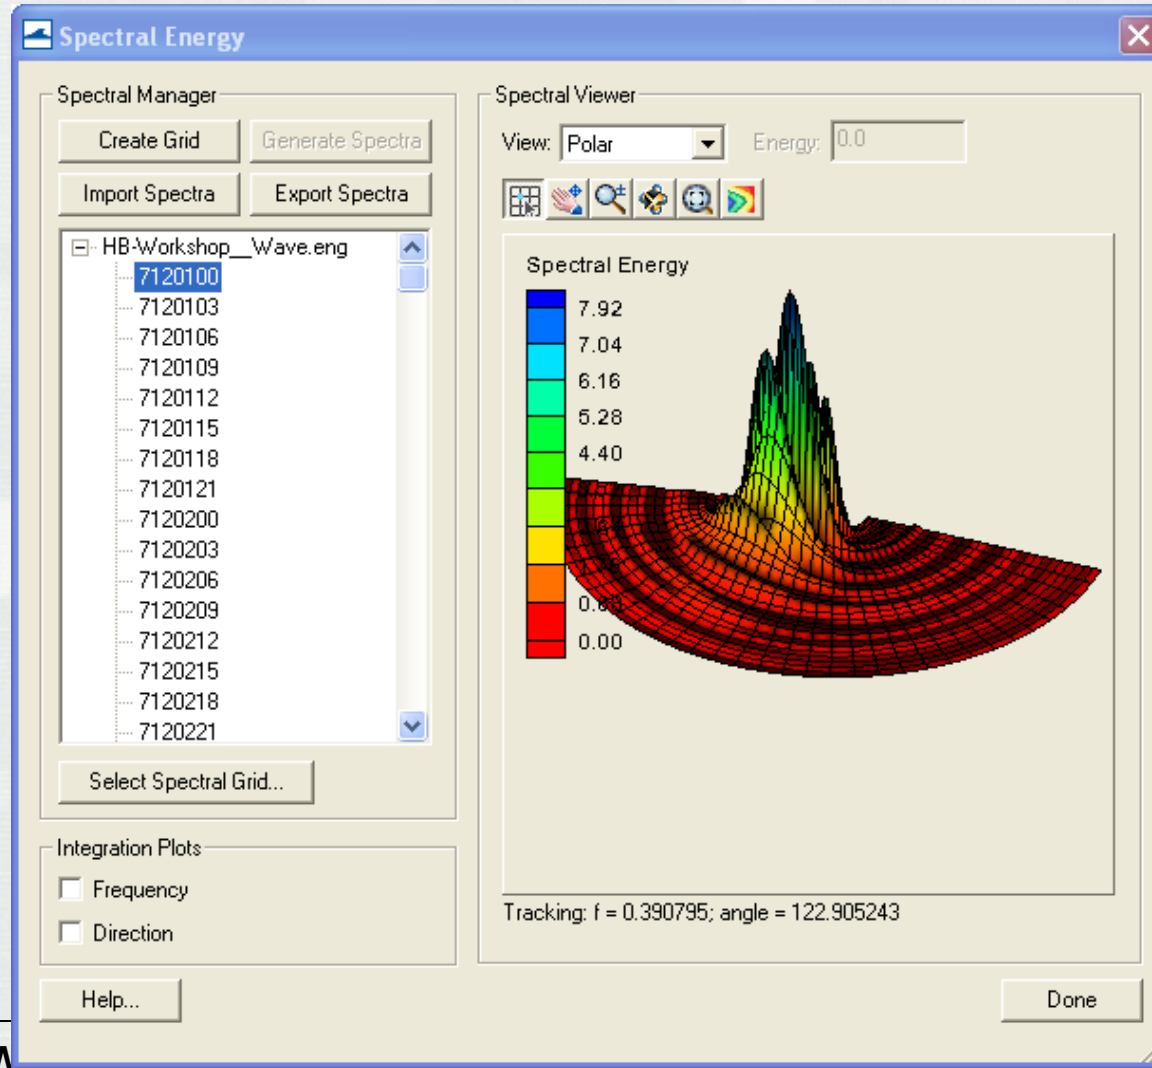 Spectral Energy
Spectral Manager
Create Grid
Generate Spectra
Import Spectra
Export Spectra
HB-Workshop__Wave.eng
7120100
7120103
7120106
7120109
7120112
7120115
7120118
7120121
7120200
7120203
7120206
7120209
7120212
7120215
7120218
7120221
Select Spectral Grid...
Integration Plots
Frequency
Direction
Help...
Spectral Viewer
View: Polar
Energy: 0.0
Spectral Energy
7.92
7.04
6.16
5.28
4.40
0.00
Tracking: f = 0.390795; angle = 122.905243
Done